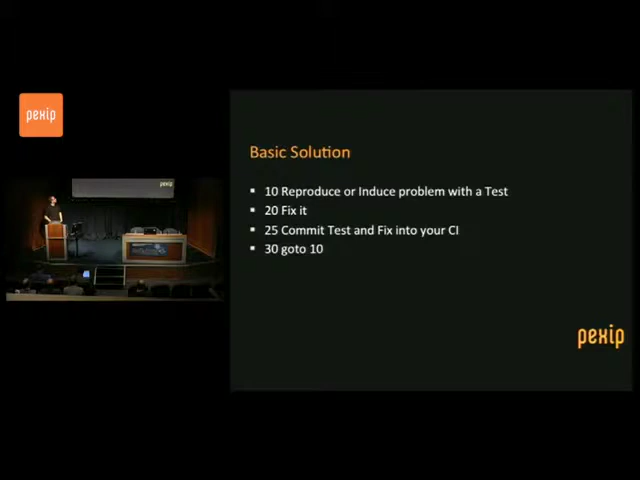 pexip
pexip
Basic Solution
10 Reproduce or Induce problem with a Test
20 Fix it
25 Commit Test and Fix into your CI
30 goto 10
pexip